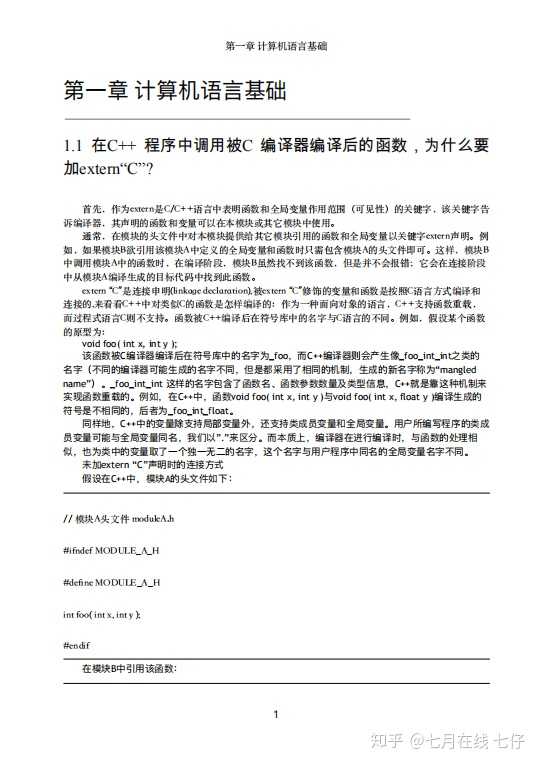 第一章 计算机语言基础
第一章 计算机语言基础
1.1 在C++ 程序中调用被C 编译器编译后的函数，为什么要
加extern“C”?
首先，作为extern是C/C++语言中表明函数和全局变量作用范围（可见性）的关键字，该关键字告
诉编译器，其声明的函数和变量可以在本模块或其它模块中使用。
通常，在模块的头文件中对本模块提供给其它模块引用的函数和全局变量以关键字extern声明。例
如，如果模块B欲引用该模块A中定义的全局变量和函数时只需包含模块A的头文件即可。这样，模块B
中调用模块A中的函数时，在编译阶段，模块B虽然找不到该函数，但是并不会报错；它会在连接阶段
中从模块A编译生成的目标代码中找到此函数。
extern "C"是连接申明(linkage declaration),被extern "C"修饰的变量和函数是按照C语言方式编译和
连接的,来看看C++中对类似C的函数是怎样编译的：作为一种面向对象的语言，C++支持函数重载，
而过程式语言C则不支持。函数被C++编译后在符号库中的名字与C语言的不同。例如，假设某个函数
的原型为：
void foo( int x, int y );
该函数被C编译器编译后在符号库中的名字为_foo，而C++编译器则会产生像_foo_int_int之类的
名字（不同的编译器可能生成的名字不同，但是都采用了相同的机制，生成的新名字称为“mangled
name”）。_foo_int_int 这样的名字包含了函数名、函数参数数量及类型信息，C++就是靠这种机制来
实现函数重载的。例如，在C++中，函数void foo( int x, int y )与void foo( int x, float y )编译生成的
符号是不相同的，后者为_foo_int_float。
同样地，C++中的变量除支持局部变量外，还支持类成员变量和全局变量。用户所编写程序的类成
员变量可能与全局变量同名，我们以"."来区分。而本质上，编译器在进行编译时，与函数的处理相
似，也为类中的变量取了一个独一无二的名字，这个名字与用户程序中同名的全局变量名字不同。
未加extern “C”声明时的连接方式
假设在C++中，模块A的头文件如下：
// 模块A头文件 moduleA.h
#ifndef MODULE_A_H
#define MODULE_A_H
int foo( int x, int y );
#endif
在模块B中引用该函数：
1
知乎 @七月在线 七仔